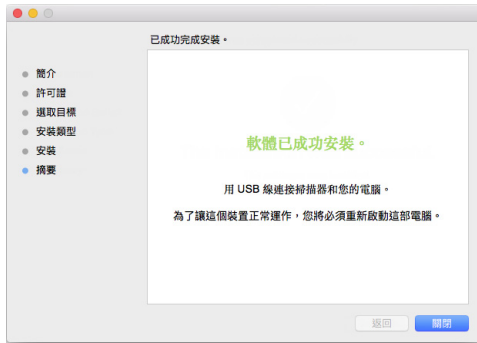 已成功完成安裝。
簡介
許可證
選取目標
安裝類型
安裝
摘要
軟體已成功安裝。
用 USB 線連接掃描器和您的電腦。
為了讓這個裝置正常運作，您將必須重新啟動這部電腦。
返回
關閉